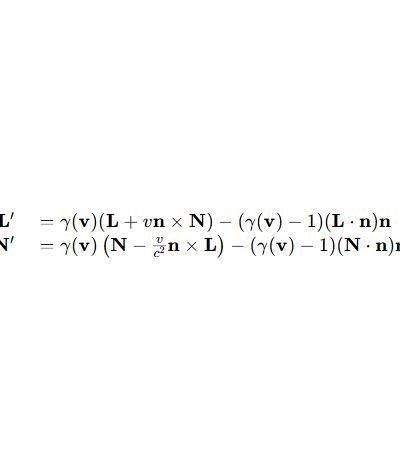 L′ = γ(v)(L + vn × N) − (γ(v) − 1)(L · n)n
N′ = γ(v) (N − v/c² n × L) − (γ(v) − 1)(N · n)n